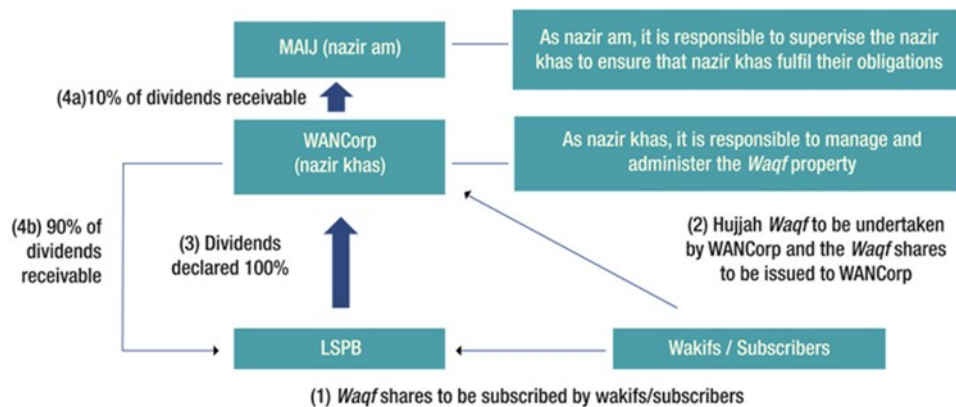 MAIJ (nazir am)
As nazir am, it is responsible to supervise the nazir
khas to ensure that nazir khas fulfil their obligations
(4a)10% of dividends receivable
WANCorp
(nazir khas)
As nazir khas, it is responsible to manage and
administer the Waqf property
(4b) 90% of
dividends
receivable
(3) Dividends
declared 100%
(2) Hujjah Waqf to be undertaken
by WANCorp and the Waqf shares
to be issued to WANCorp
LSPB
Wakifs / Subscribers
(1) Waqf shares to be subscribed by wakifs/subscribers